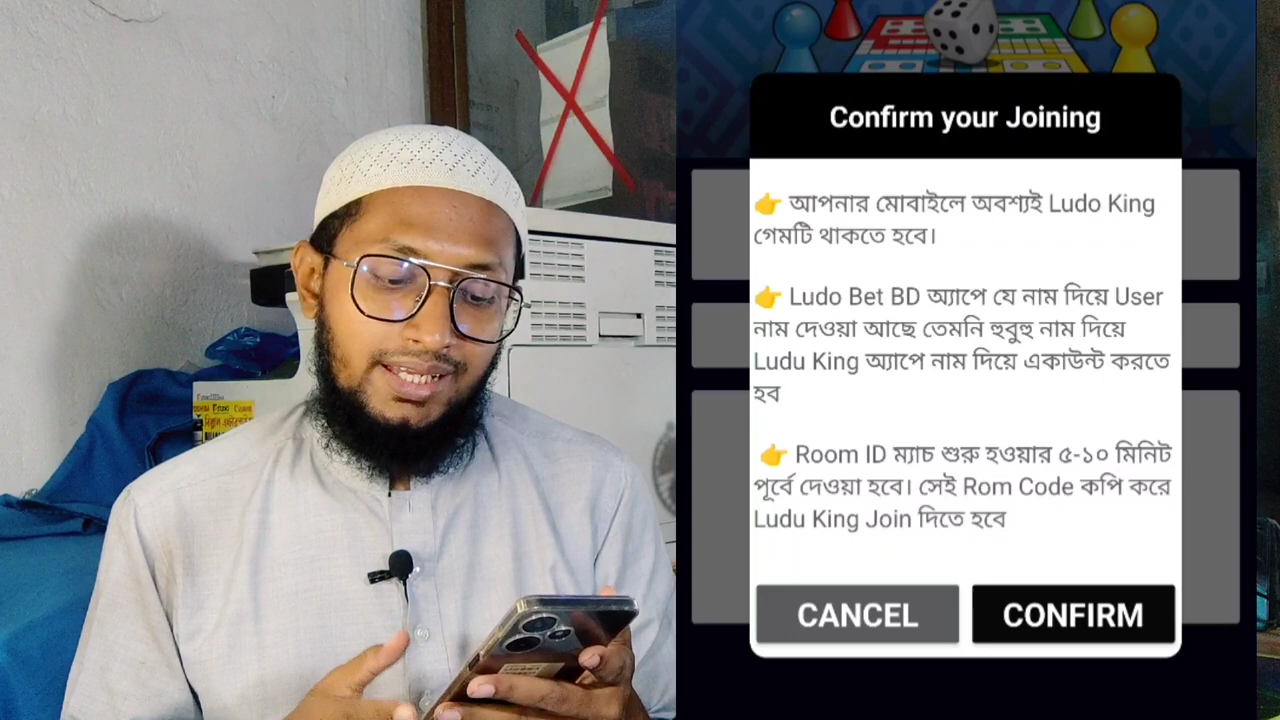 Confirm your Joining
👉 আপনার মোবাইলে অবশ্যই Ludo King
গেমটি থাকতে হবে।
👉 Ludo Bet BD অ্যাপে যে নাম দিয়ে User
নাম দেওয়া আছে তেমনি হুবুহু নাম দিয়ে
Ludu King অ্যাপে নাম দিয়ে একাউন্ট করতে
হব
👉 Room ID ম্যাচ শুরু হওয়ার ৫-১০ মিনিট
পূর্বে দেওয়া হবে। সেই Rom Code কপি করে
Ludu King Join দিতে হবে
CANCEL
CONFIRM